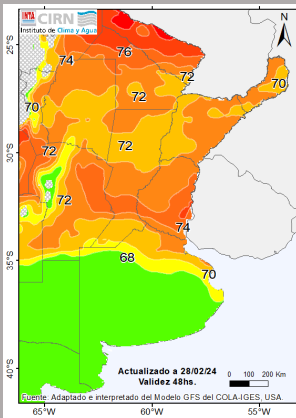 INTA CIRN
Instituto de Clima y Agua
N
25°S
76
74
72
70
70
72
30°S
72
72
72
74
35°S
68
70
Actualizado a 28/02/24
Validez 48hs.
0 100 200 Km
40°S
65°W 60°W 55°W
Fuente: Adaptado e interpretado del Modelo GFS del COLA-IGES, USA.